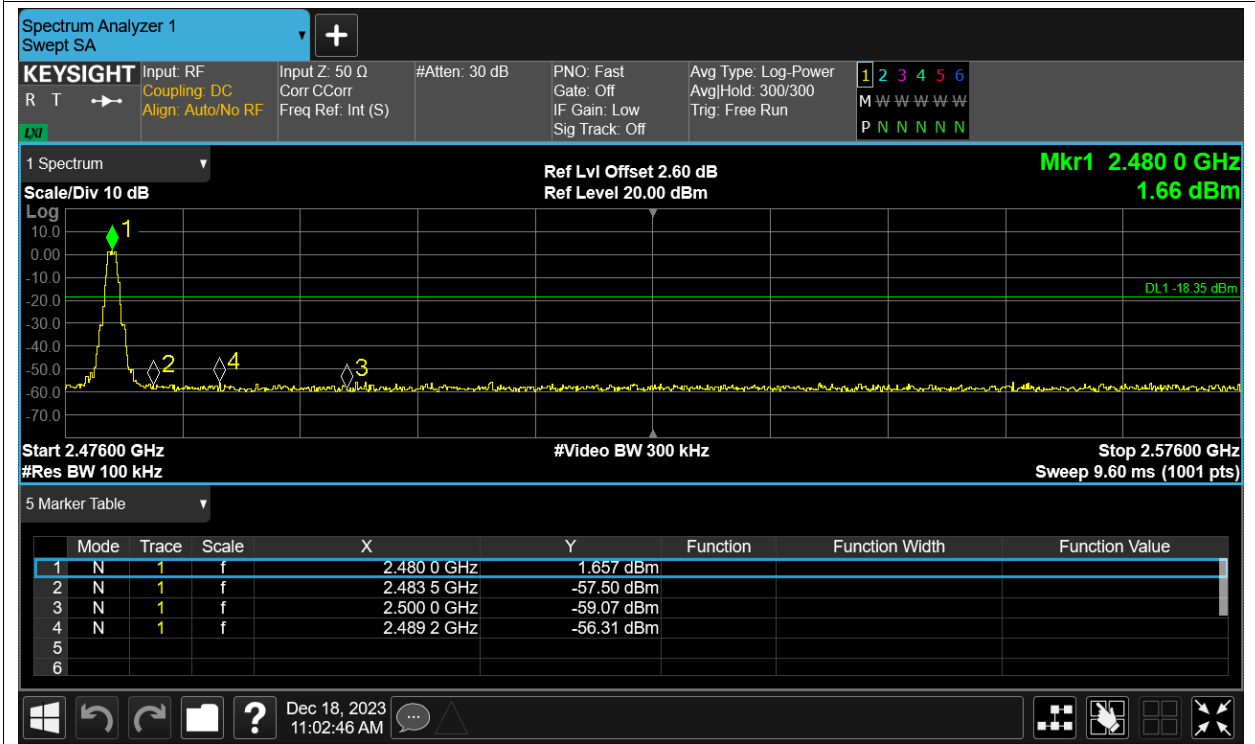 Spectrum Analyzer 1
Swept SA
+
KEYSIGHT Input: RF Input Z: 50 Ω #Atten: 30 dB PNO: Fast Avg Type: Log-Power 1 2 3 4 5 6
R T Coupling: DC Corr CCorr Gate: Off Avg|Hold: 300/300 M W W W W W
Align: Auto/No RF Freq Ref: Int (S) IF Gain: Low Trig: Free Run
LXI Sig Track: Off P N N N N N
1 Spectrum Ref Lvl Offset 2.60 dB Mkr1 2.480 0 GHz
Scale/Div 10 dB Ref Level 20.00 dBm 1.66 dBm
Log
10.0
0.00
-10.0
-20.0
-30.0
-40.0
-50.0
-60.0
-70.0
1
DL1 -18.35 dBm
2 4 3
Start 2.47600 GHz #Video BW 300 kHz Stop 2.57600 GHz
#Res BW 100 kHz Sweep 9.60 ms (1001 pts)
5 Marker Table
Mode Trace Scale X Y Function Function Width Function Value
1 N 1 f 2.480 0 GHz 1.657 dBm
2 N 1 f 2.483 5 GHz -57.50 dBm
3 N 1 f 2.500 0 GHz -59.07 dBm
4 N 1 f 2.489 2 GHz -56.31 dBm
5
6
? Dec 18, 2023
11:02:46 AM